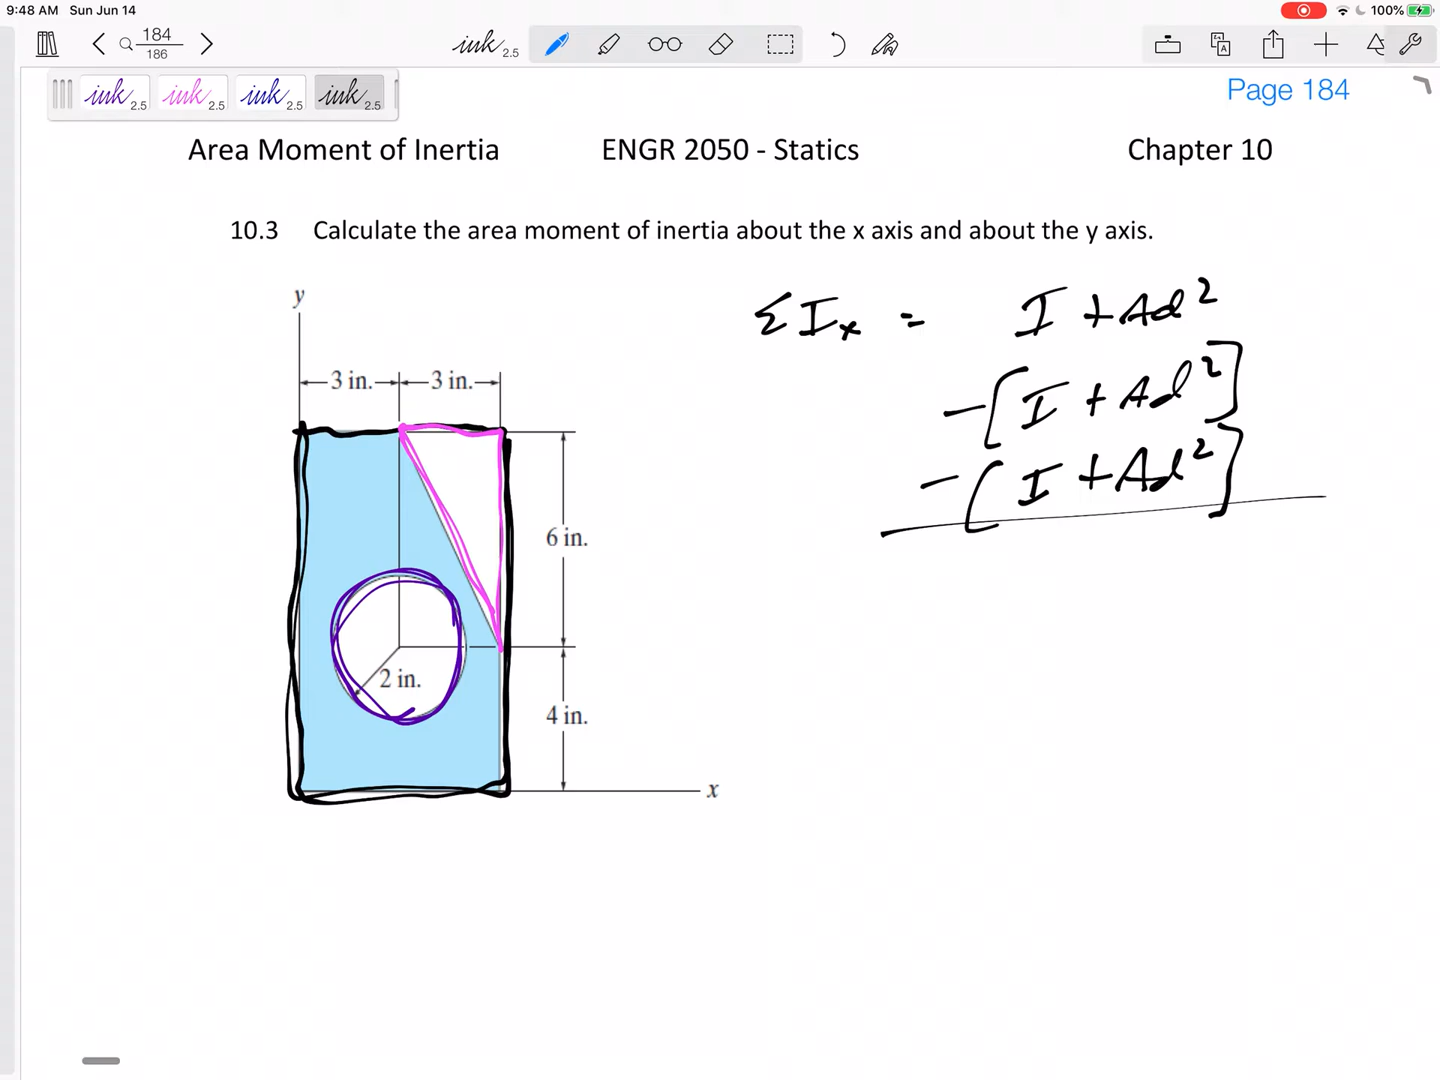 9:48 AM Sun Jun 14
100%
184
186
ink 2.5
ink 2.5 ink 2.5 ink 2.5 ink 2.5
Page 184
Area Moment of Inertia ENGR 2050 - Statics Chapter 10
10.3 Calculate the area moment of inertia about the x axis and about the y axis.
y
3 in. 3 in.
6 in.
2 in.
4 in.
x
ΣIx = I + Ad²
-[I + Ad²]
-[I + Ad²]